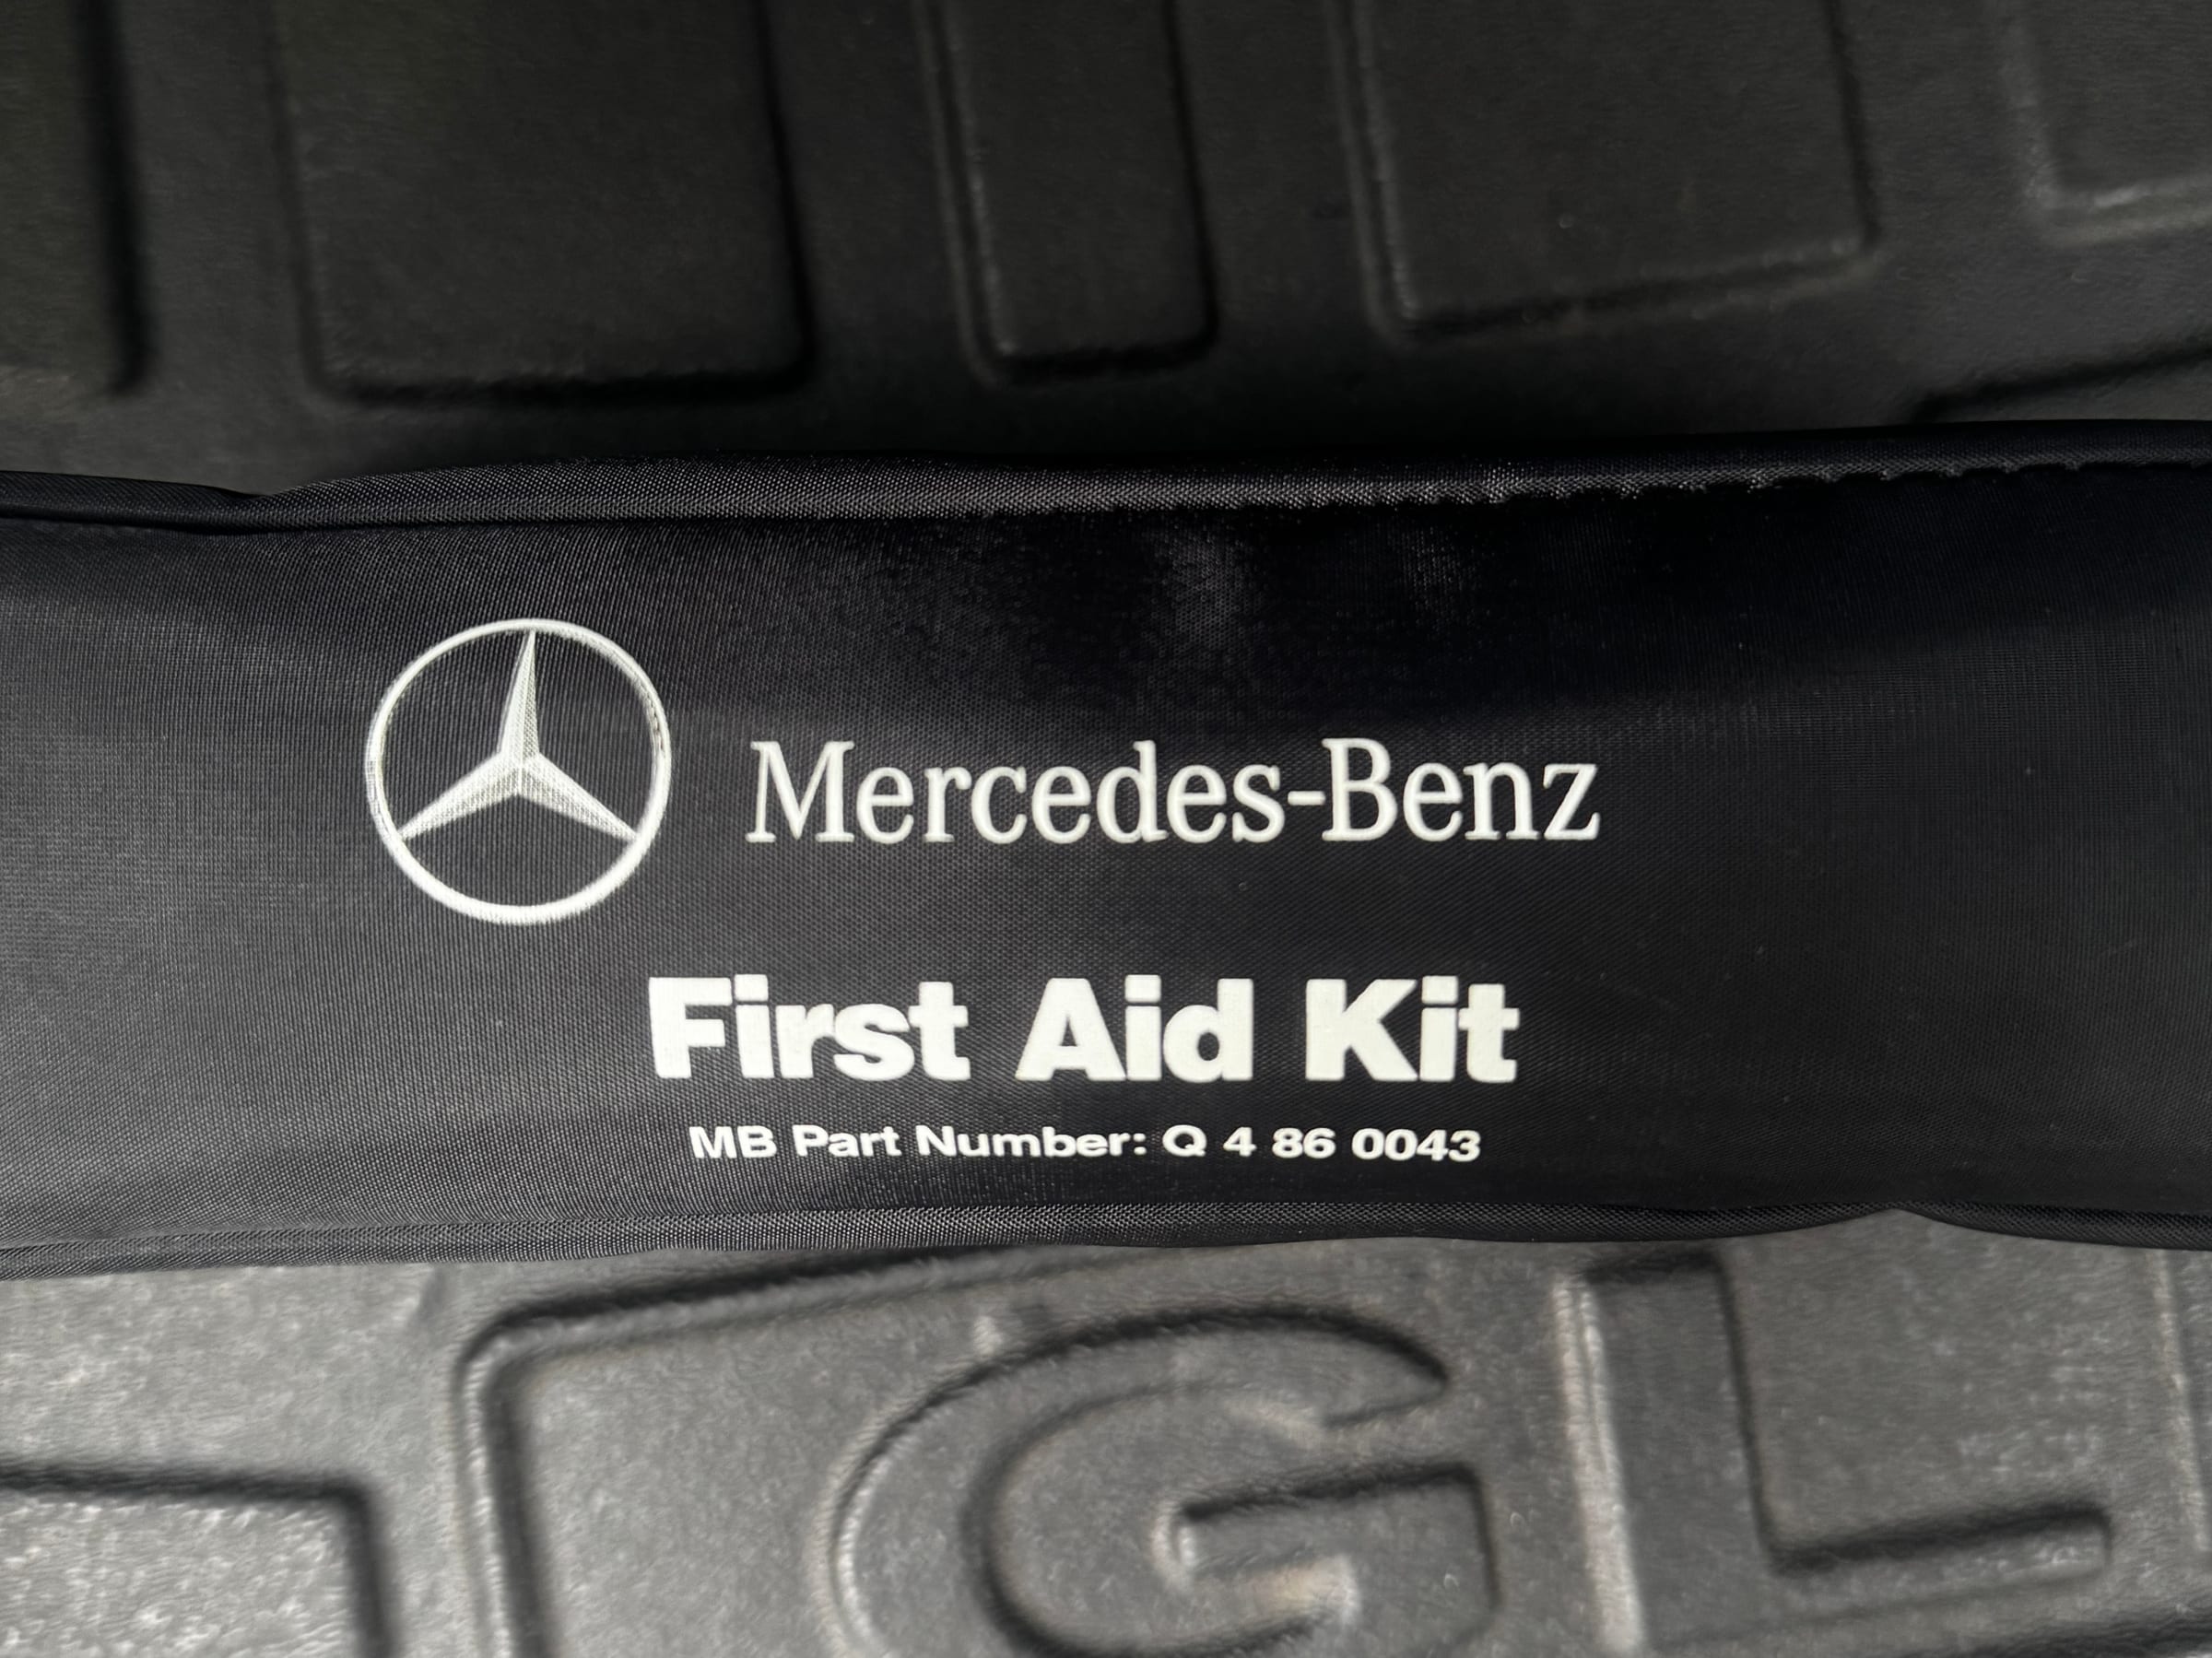 Mercedes-Benz
First Aid Kit
MB Part Number: Q 4 86 0043
GL